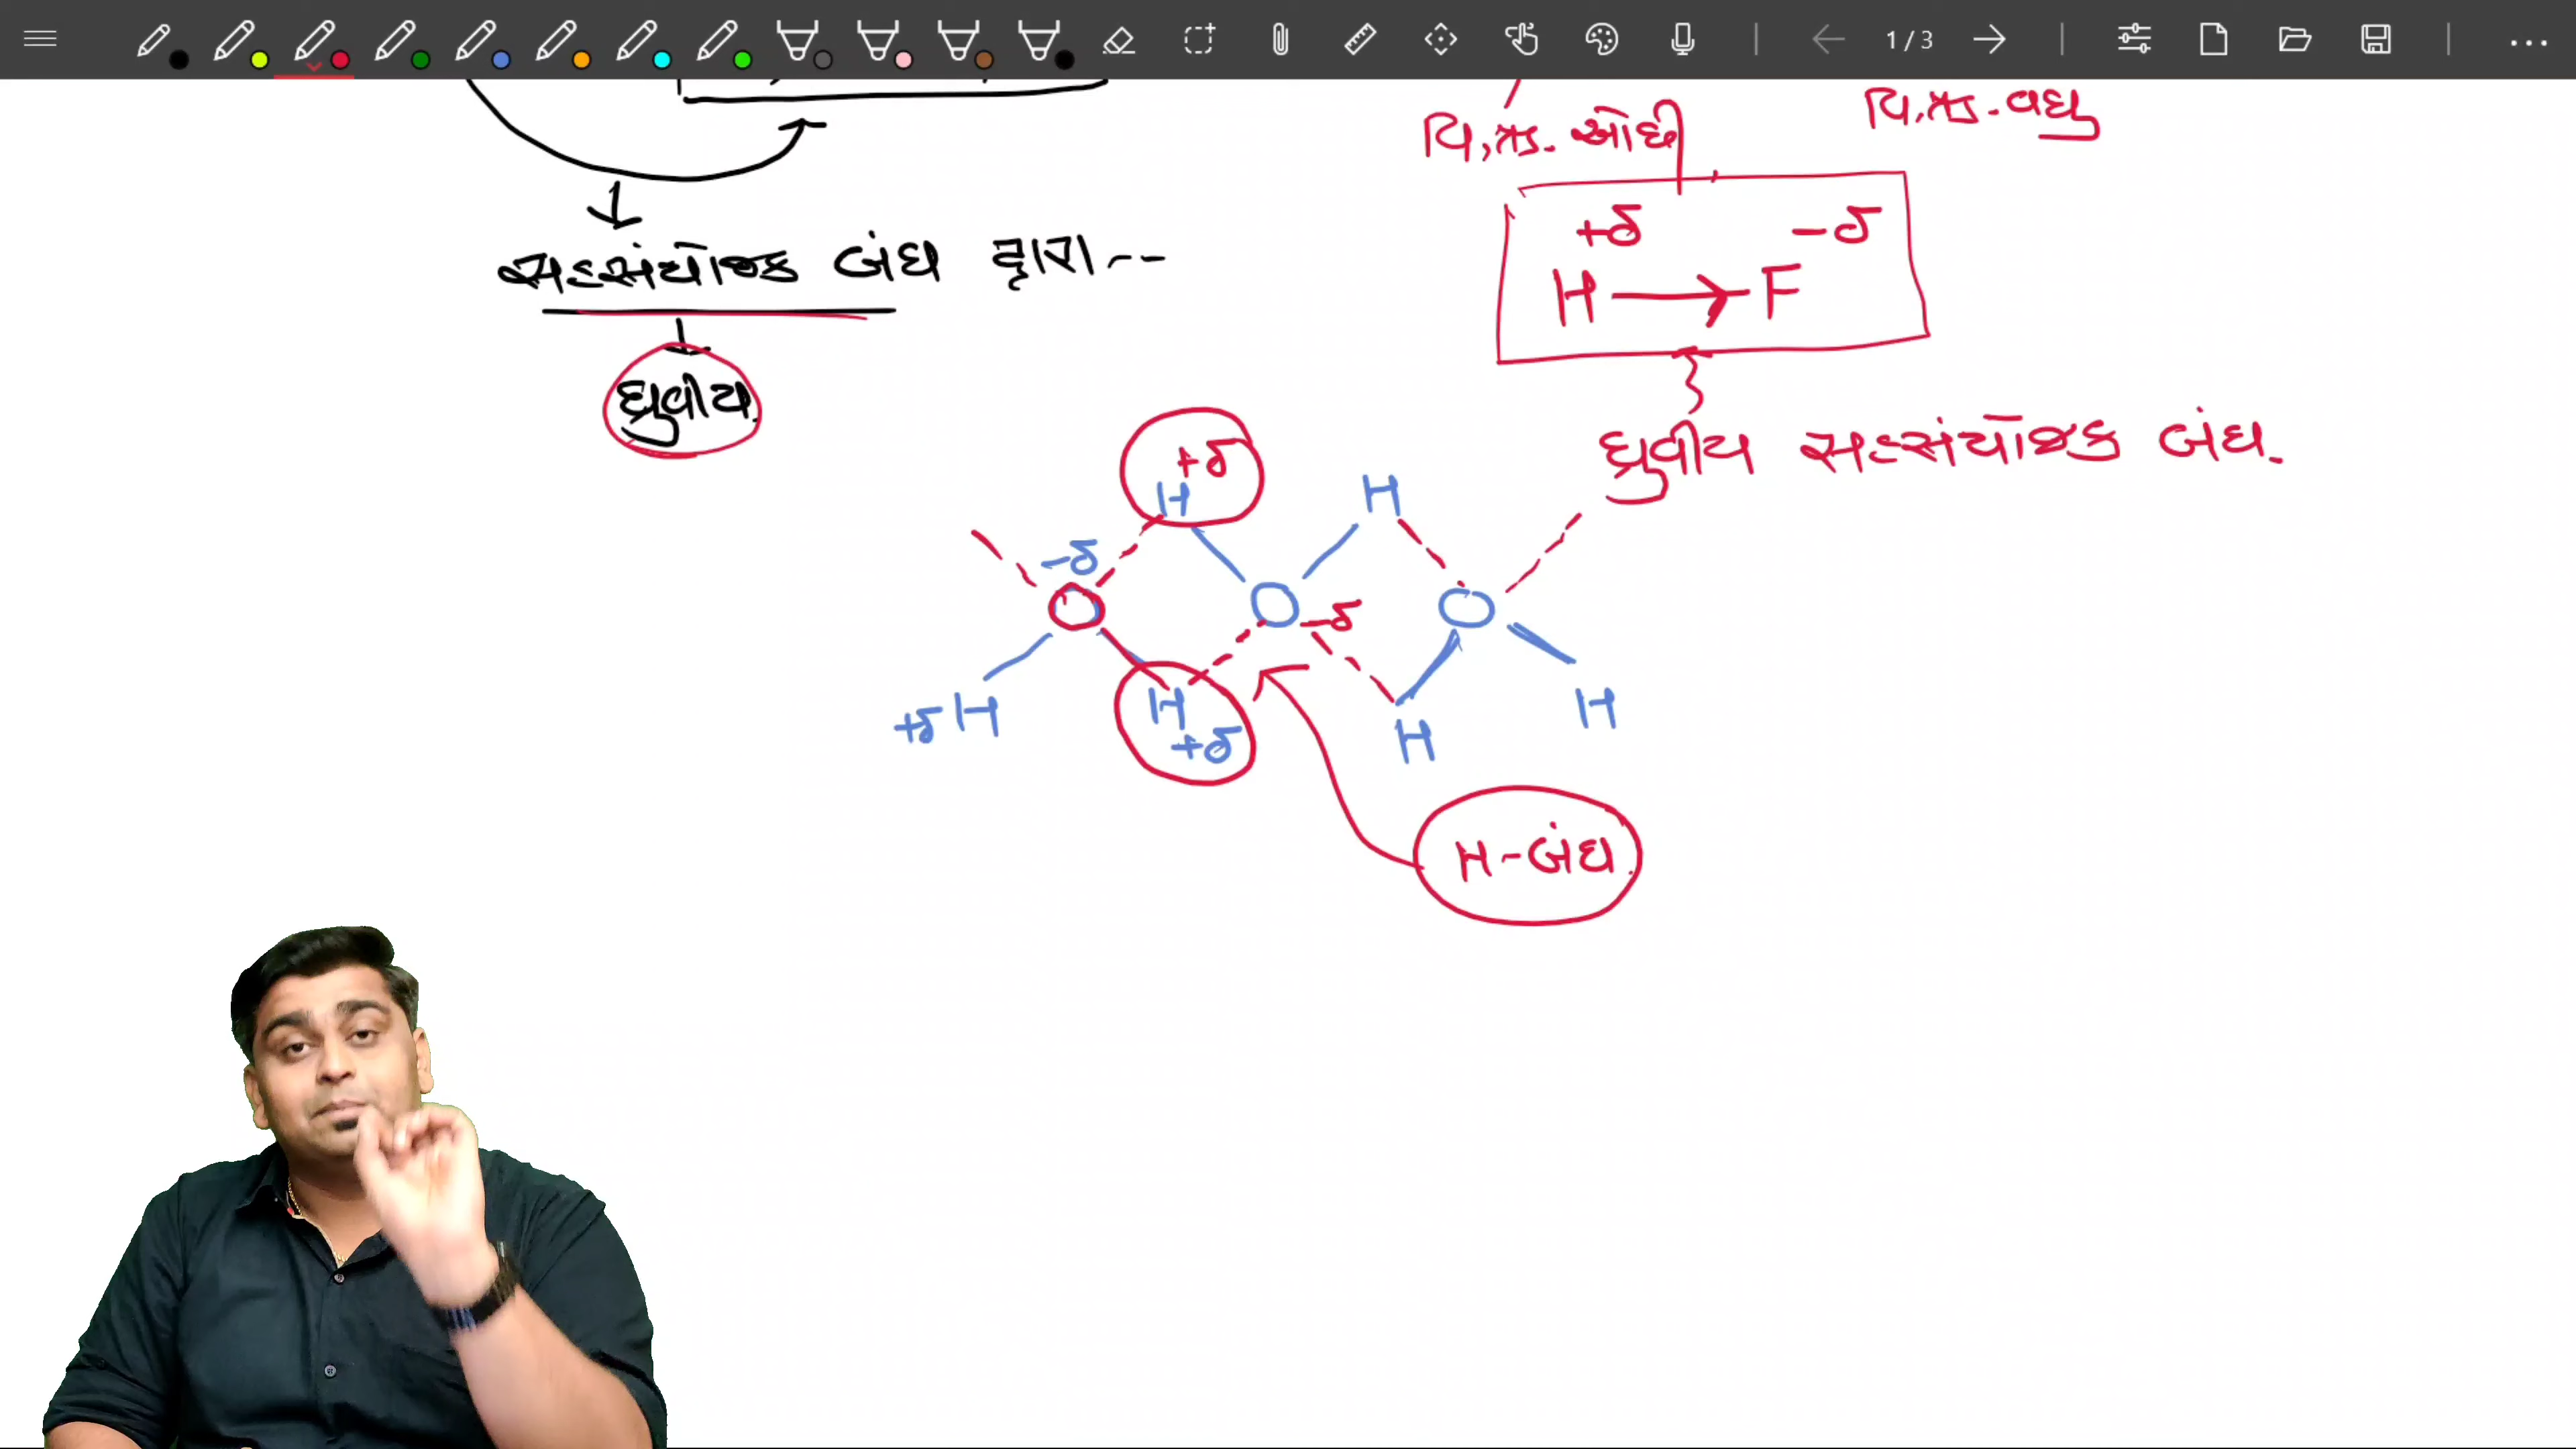 1 / 3
વિ.ઋ. ઓછી
વિ.ઋ. વધુ
+δ -δ
H → F
સહસંયોજક બંધ દ્વારા--
ધ્રુવીય
ધ્રુવીય સહસંયોજક બંધ.
+δ
H H
-δ
O O -δ O
+δ H H H H
+δ
H-બંધ